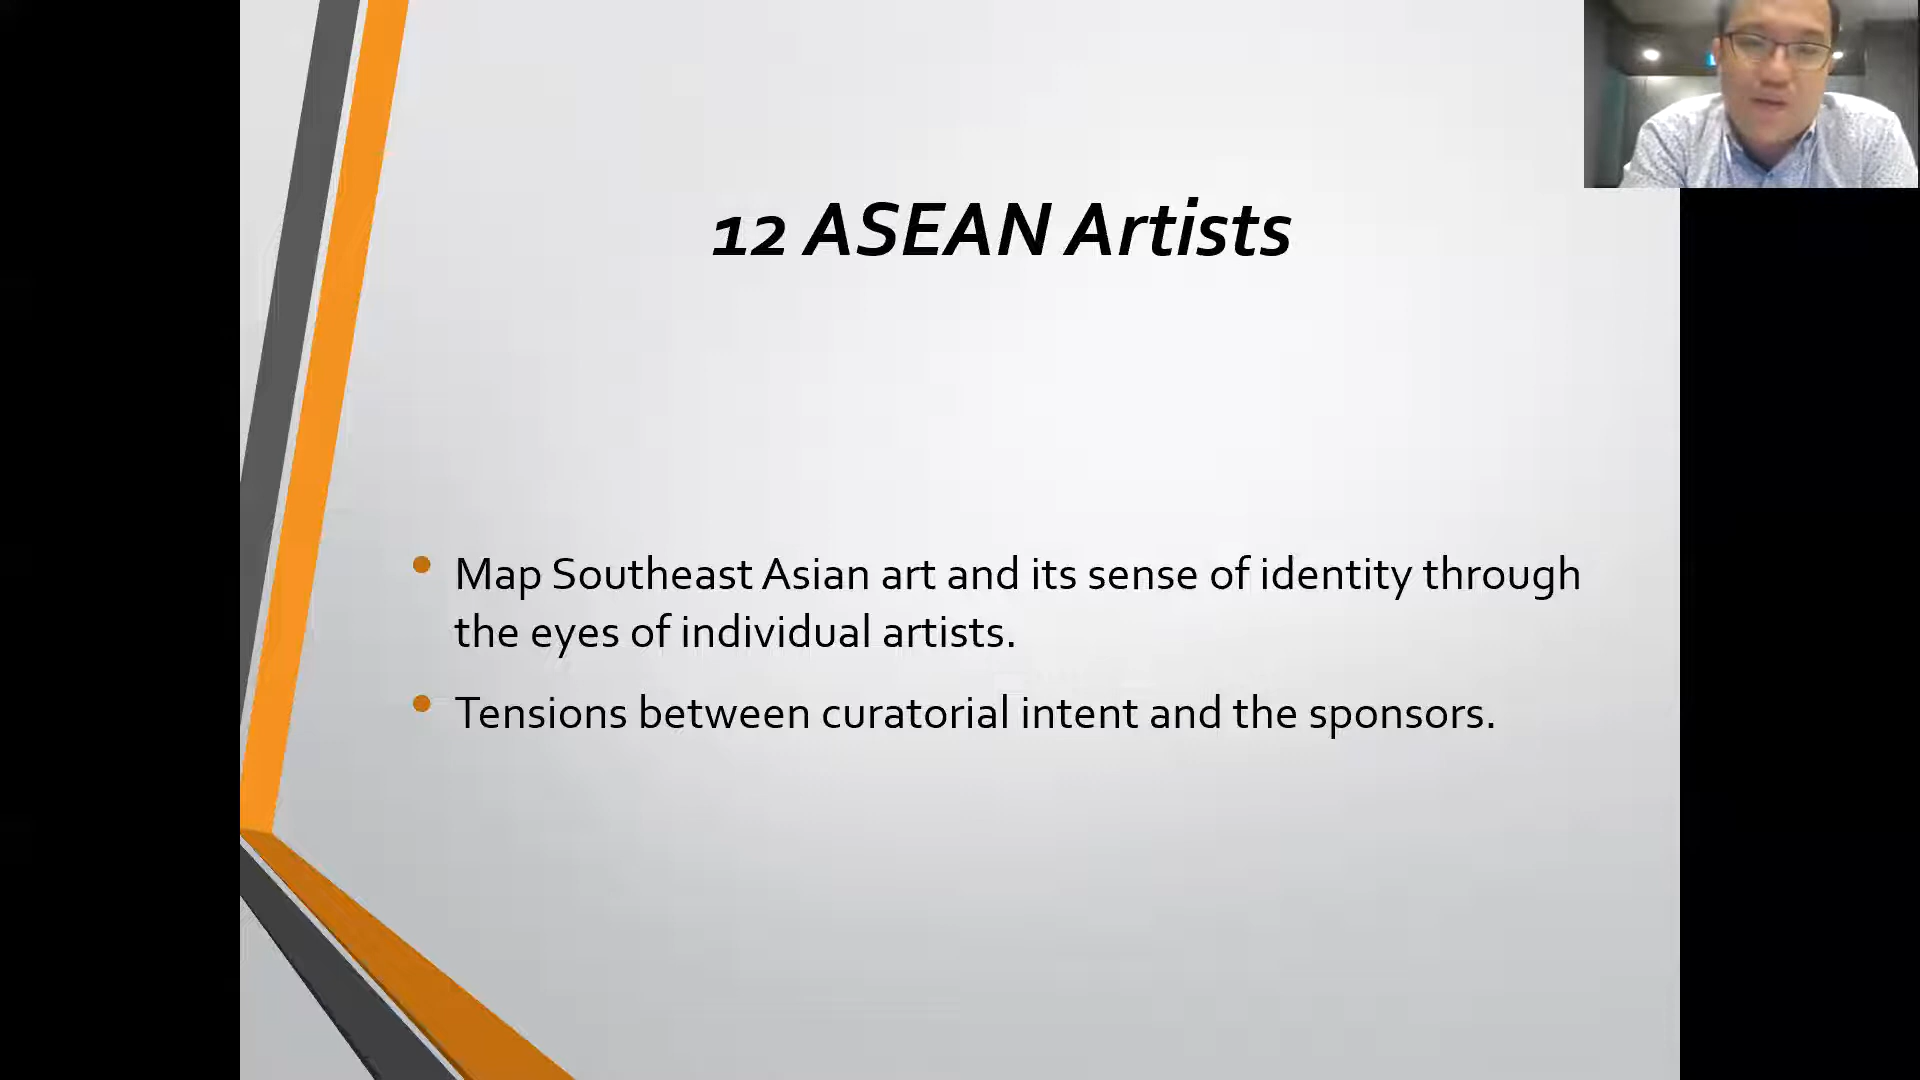 12 ASEAN Artists
• Map Southeast Asian art and its sense of identity through
the eyes of individual artists.
• Tensions between curatorial intent and the sponsors.